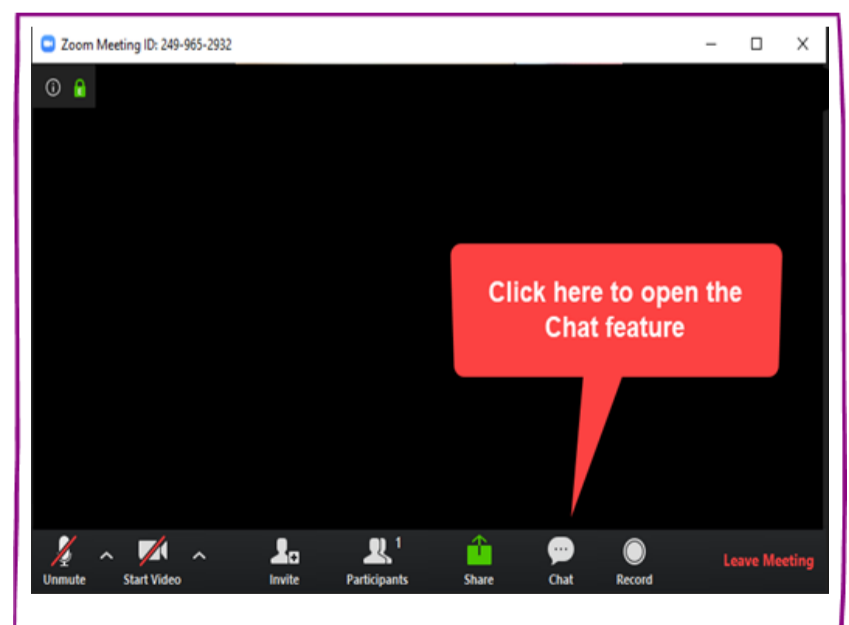 Zoom Meeting ID: 249-965-2932
Click here to open the
Chat feature
1
Unmute Start Video Invite Participants Share Chat Record Leave Meeting